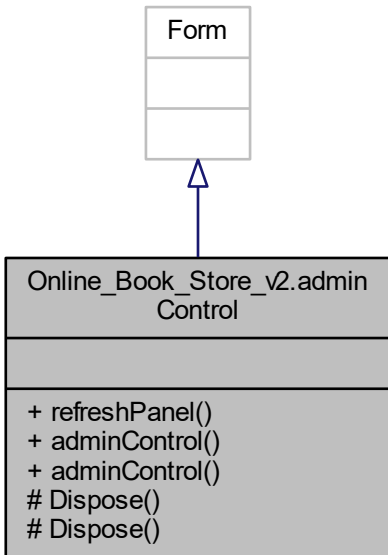 Form
Online_Book_Store_v2.admin
Control
+ refreshPanel()
+ adminControl()
+ adminControl()
# Dispose()
# Dispose()